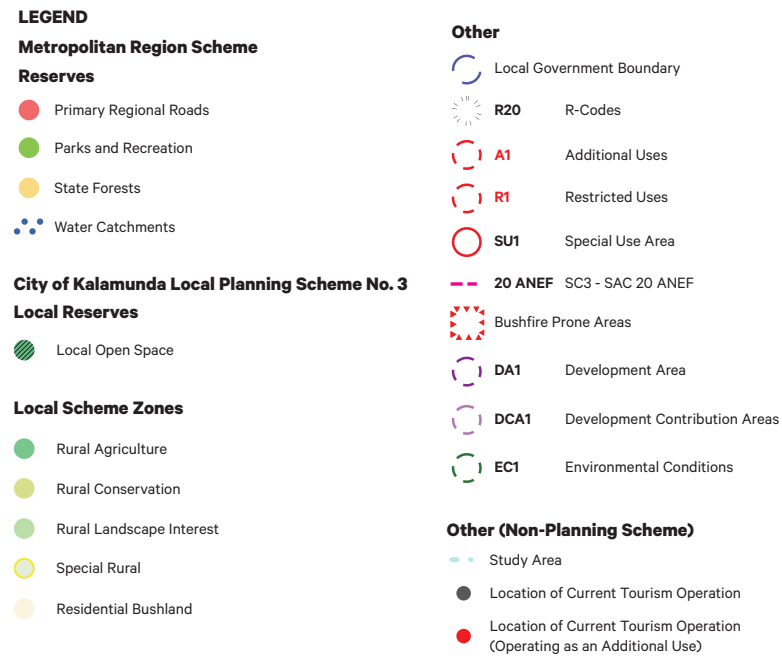 LEGEND
Metropolitan Region Scheme
Reserves
Primary Regional Roads
Parks and Recreation
State Forests
Water Catchments
City of Kalamunda Local Planning Scheme No. 3
Local Reserves
Local Open Space
Local Scheme Zones
Rural Agriculture
Rural Conservation
Rural Landscape Interest
Special Rural
Residential Bushland
Other
Local Government Boundary
R20 R-Codes
A1 Additional Uses
R1 Restricted Uses
SU1 Special Use Area
20 ANEF SC3 - SAC 20 ANEF
Bushfire Prone Areas
DA1 Development Area
DCA1 Development Contribution Areas
EC1 Environmental Conditions
Other (Non-Planning Scheme)
Study Area
Location of Current Tourism Operation
Location of Current Tourism Operation
(Operating as an Additional Use)